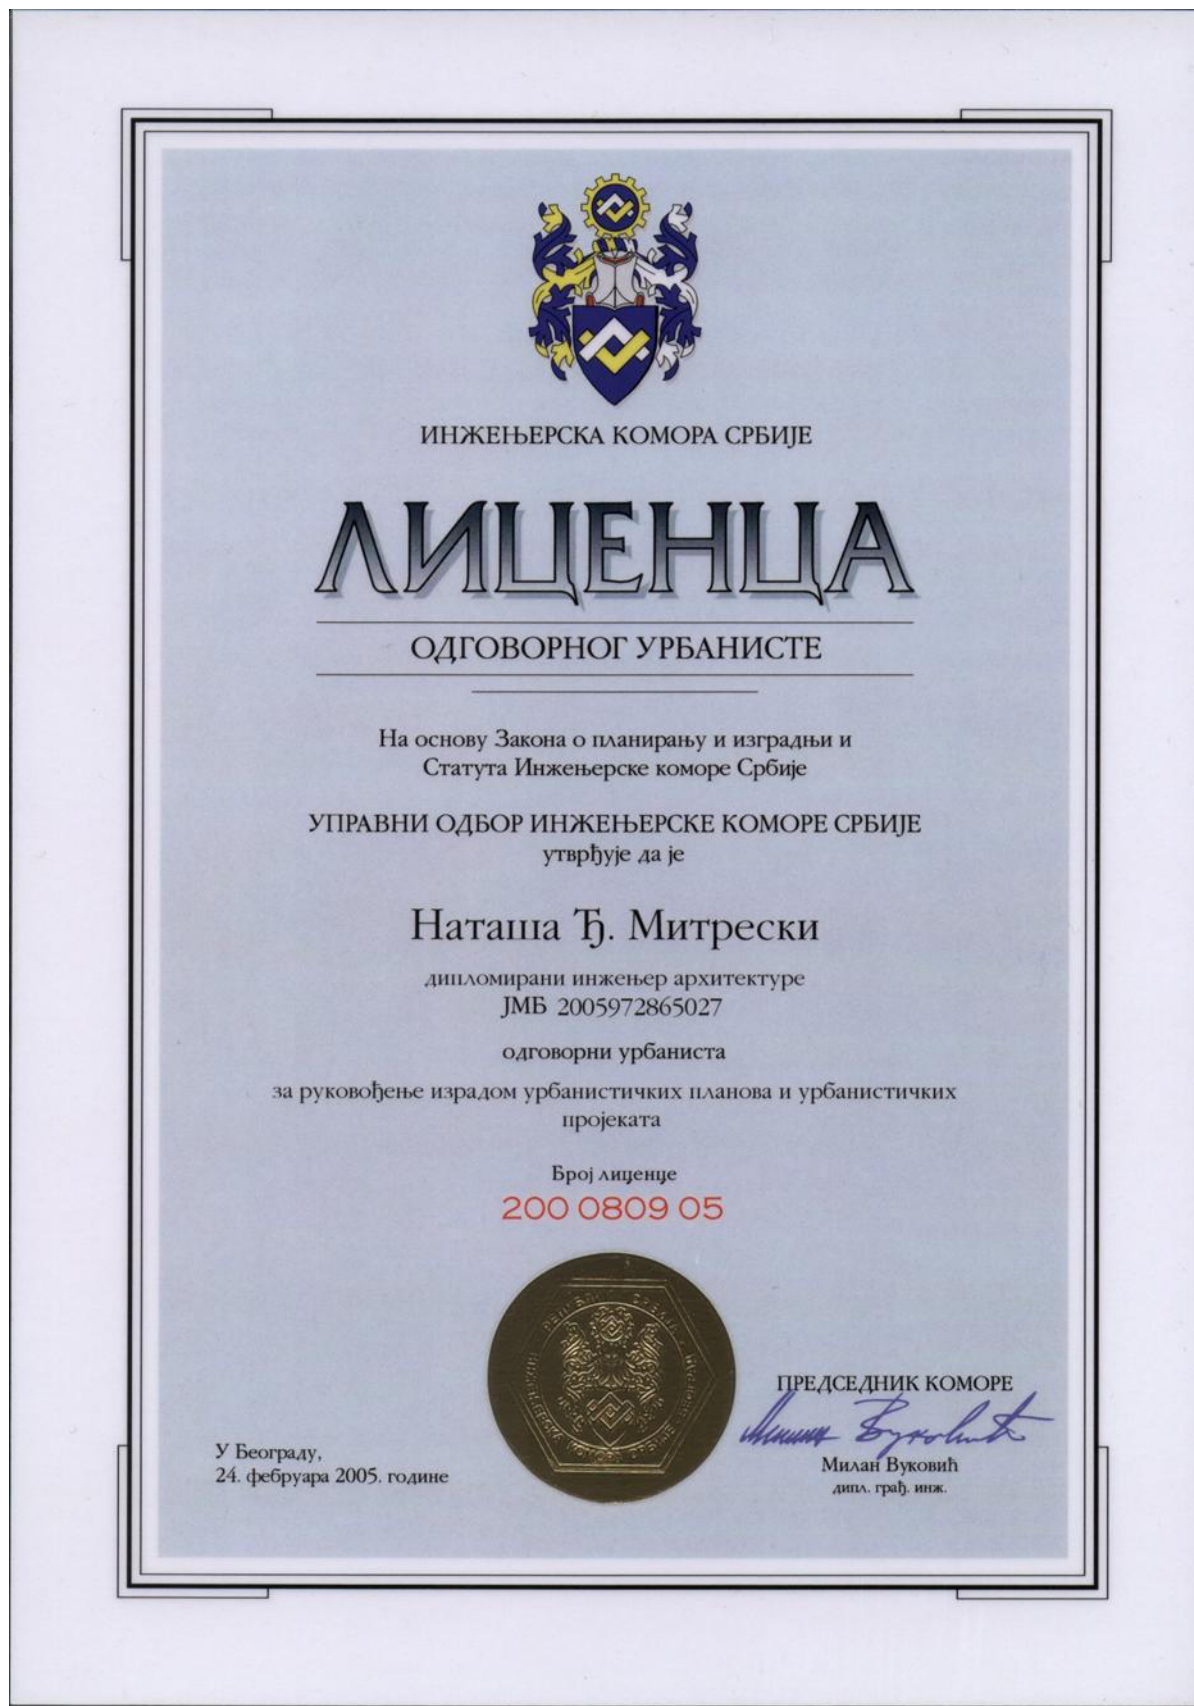 ИНЖЕЊЕРСКА КОМОРА СРБИЈЕ
ЛИЦЕНЦА
ОДГОВОРНОГ УРБАНИСТЕ
На основу Закона о планирању и изградњи и
Статута Инжењерске коморе Србије
УПРАВНИ ОДБОР ИНЖЕЊЕРСКЕ КОМОРЕ СРБИЈЕ
утврђује да је
Наташа Ђ. Митрески
дипломирани инжењер архитектуре
ЈМБ 2005972865027
одговорни урбаниста
за руковођење израдом урбанистичких планова и урбанистичких
пројеката
Број лиценце
200 0809 05
ПРЕДСЕДНИК КОМОРЕ
Милан Вуковић
дипл. грађ. инж.
У Београду,
24. фебруара 2005. године